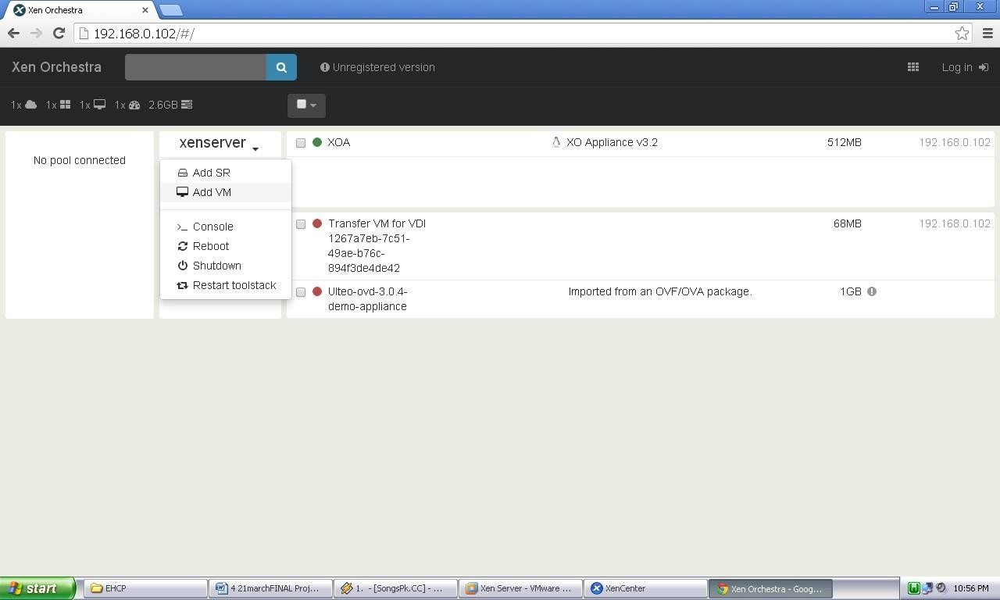 Xen Orchestra
192.168.0.102/#/
Xen Orchestra
Unregistered version
Log in
1x 1x 1x 1x 2.6GB
No pool connected
xenserver
XOA XO Appliance v3.2 512MB 192.168.0.102
Add SR
Add VM
Console
Reboot
Shutdown
Restart toolstack
Transfer VM for VDI 68MB 192.168.0.102
1267a7eb-7c51-
49ae-b76c-
894f3de4de42
Ulteo-ovd-3.0.4- Imported from an OVF/OVA package. 1GB
demo-appliance
start EHCP 4 21marchFINAL Proj... 1. - [SongsPk.CC] - ... Xen Server - VMware ... XenCenter Xen Orchestra - Goog... 10:56 PM